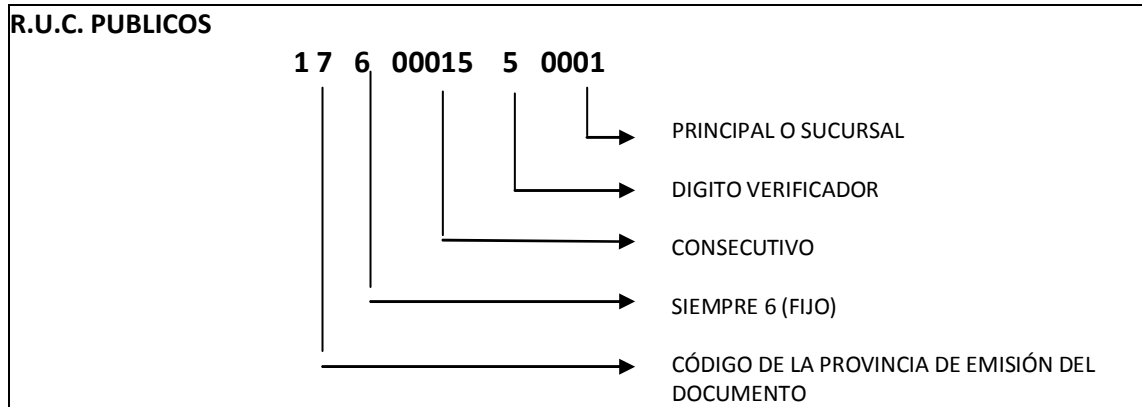 R.U.C. PUBLICOS
1 7 6 00015 5 0001
PRINCIPAL O SUCURSAL
DIGITO VERIFICADOR
CONSECUTIVO
SIEMPRE 6 (FIJO)
CÓDIGO DE LA PROVINCIA DE EMISIÓN DEL
DOCUMENTO